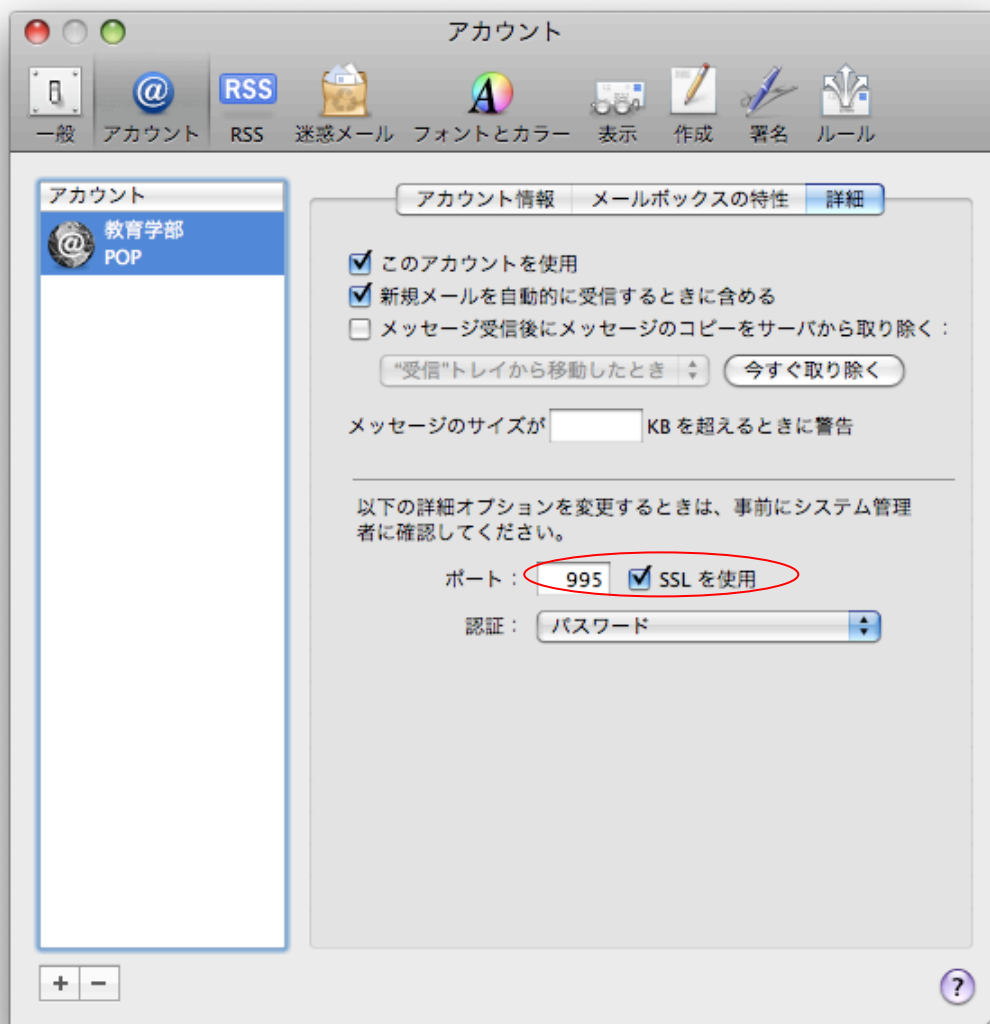 アカウント
一般 アカウント RSS 迷惑メール フォントとカラー 表示 作成 署名 ルール
RSS
アカウント
教育学部
POP
アカウント情報 メールボックスの特性 詳細
このアカウントを使用
新規メールを自動的に受信するときに含める
メッセージ受信後にメッセージのコピーをサーバから取り除く：
“受信”トレイから移動したとき 今すぐ取り除く
メッセージのサイズが KB を超えるときに警告
以下の詳細オプションを変更するときは、事前にシステム管理
者に確認してください。
ポート： 995 SSL を使用
認証： パスワード
+ − ?